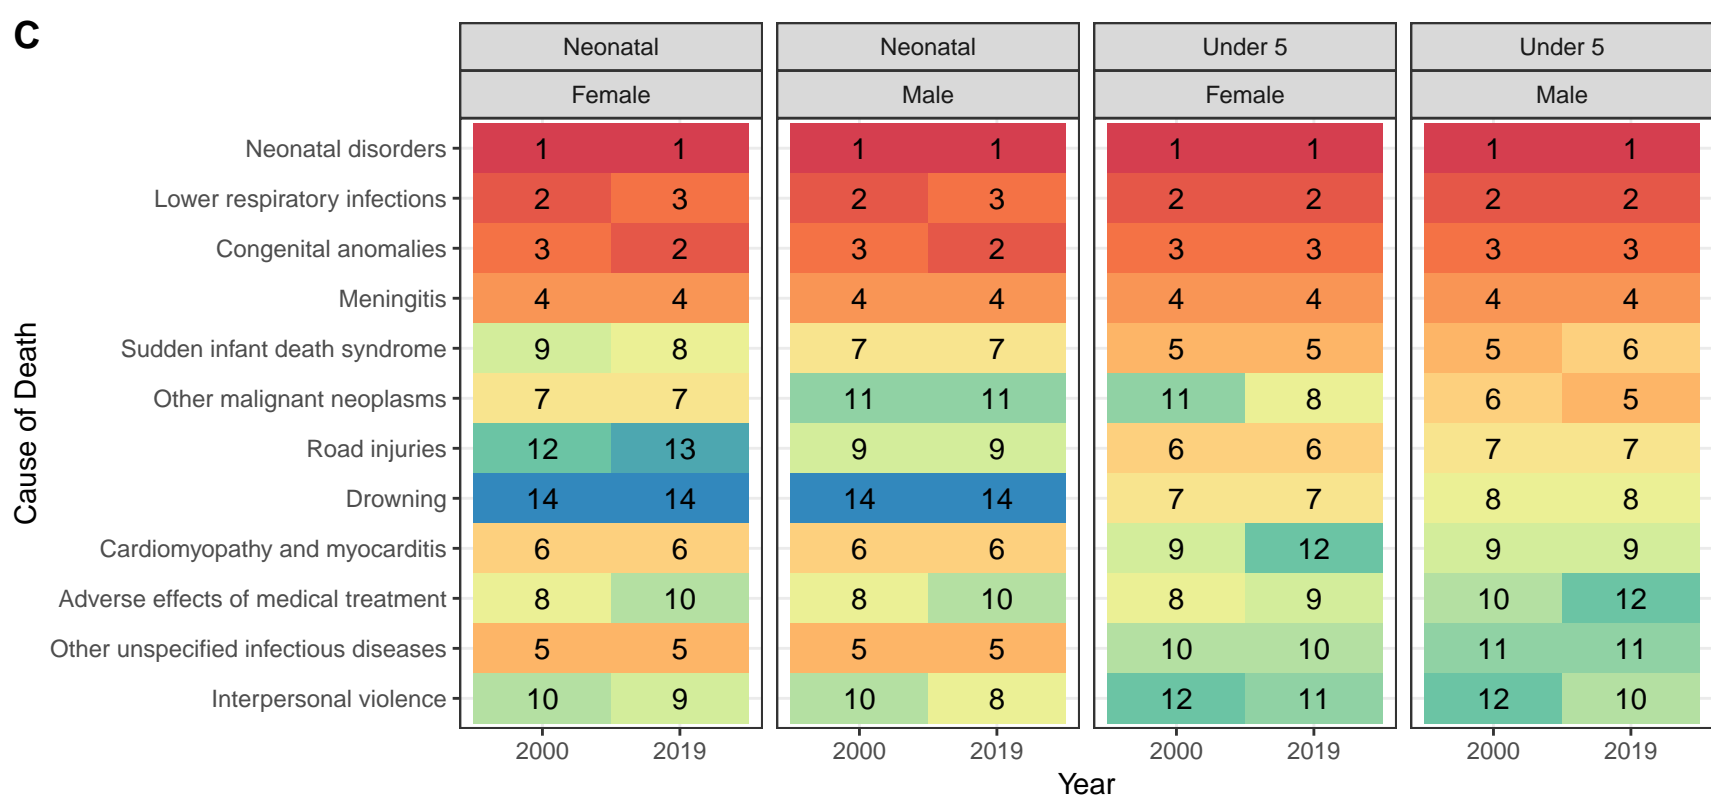 C
Neonatal Neonatal Under 5 Under 5
Female Male Female Male
Cause of Death
Neonatal disorders 1 1 1 1 1 1 1 1
Lower respiratory infections 2 3 2 3 2 2 2 2
Congenital anomalies 3 2 3 2 3 3 3 3
Meningitis 4 4 4 4 4 4 4 4
Sudden infant death syndrome 9 8 7 7 5 5 5 6
Other malignant neoplasms 7 7 11 11 11 8 6 5
Road injuries 12 13 9 9 6 6 7 7
Drowning 14 14 14 14 7 7 8 8
Cardiomyopathy and myocarditis 6 6 6 6 9 12 9 9
Adverse effects of medical treatment 8 10 8 10 8 9 10 12
Other unspecified infectious diseases 5 5 5 5 10 10 11 11
Interpersonal violence 10 9 10 8 12 11 12 10
2000 2019 2000 2019 2000 2019 2000 2019
Year